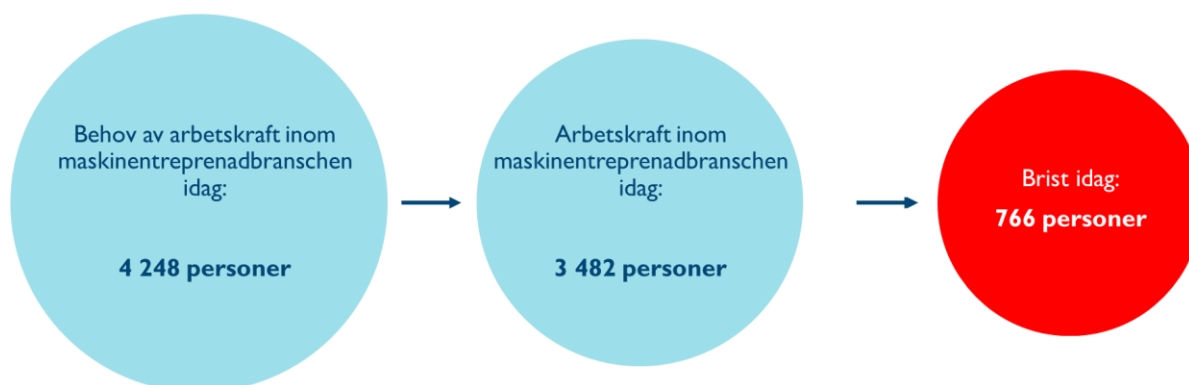 Behov av arbetskraft inom
maskinentreprenadbranschen
idag:
4 248 personer
Arbetskraft inom
maskinentreprenadbranschen
idag:
3 482 personer
Brist idag:
766 personer